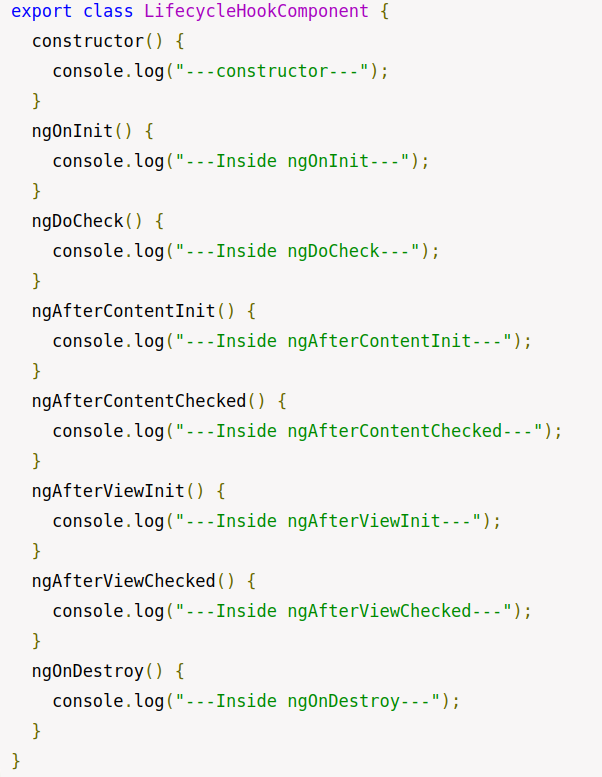 export class LifecycleHookComponent {
  constructor() {
    console.log("---constructor---");
  }
  ngOnInit() {
    console.log("---Inside ngOnInit---");
  }
  ngDoCheck() {
    console.log("---Inside ngDoCheck---");
  }
  ngAfterContentInit() {
    console.log("---Inside ngAfterContentInit---");
  }
  ngAfterContentChecked() {
    console.log("---Inside ngAfterContentChecked---");
  }
  ngAfterViewInit() {
    console.log("---Inside ngAfterViewInit---");
  }
  ngAfterViewChecked() {
    console.log("---Inside ngAfterViewChecked---");
  }
  ngOnDestroy() {
    console.log("---Inside ngOnDestroy---");
  }
}